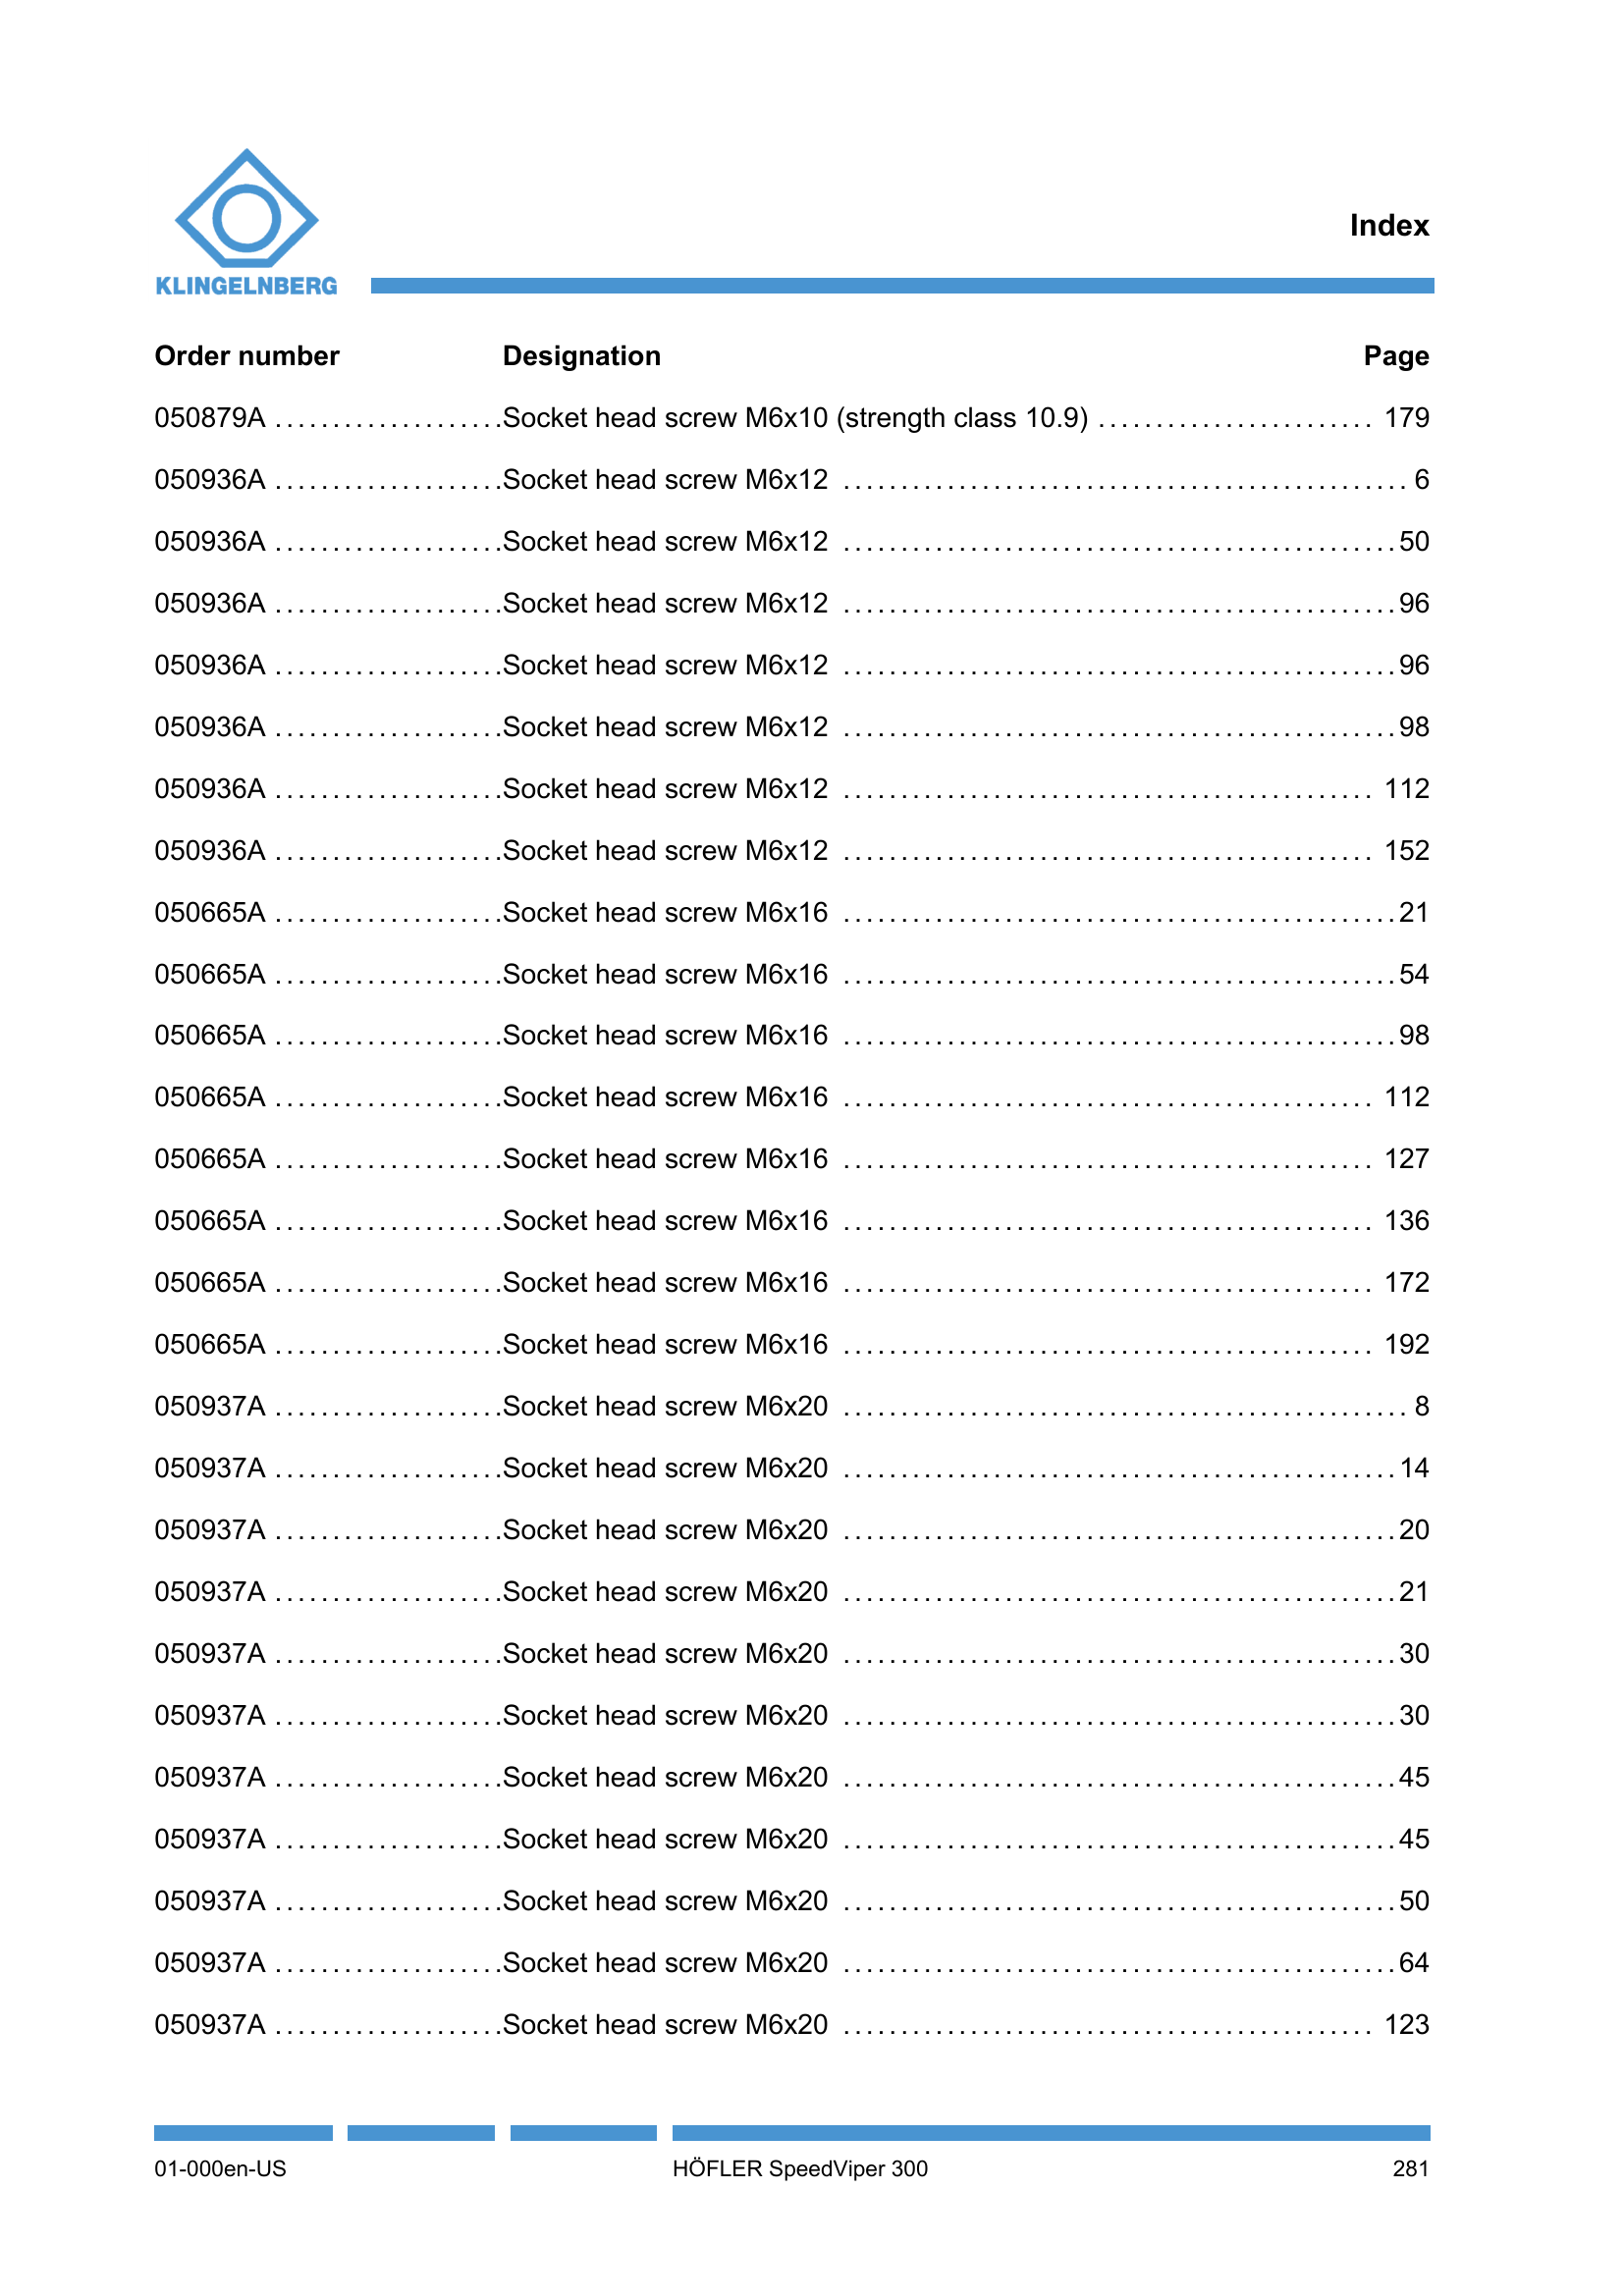 KLINGELNBERG
Index
Order number Designation Page
050879A ....................Socket head screw M6x10 (strength class 10.9) ........................ 179
050936A ....................Socket head screw M6x12 ................................................. 6
050936A ....................Socket head screw M6x12 ................................................50
050936A ....................Socket head screw M6x12 ................................................96
050936A ....................Socket head screw M6x12 ................................................96
050936A ....................Socket head screw M6x12 ................................................98
050936A ....................Socket head screw M6x12 .............................................. 112
050936A ....................Socket head screw M6x12 .............................................. 152
050665A ....................Socket head screw M6x16 ................................................21
050665A ....................Socket head screw M6x16 ................................................54
050665A ....................Socket head screw M6x16 ................................................98
050665A ....................Socket head screw M6x16 .............................................. 112
050665A ....................Socket head screw M6x16 .............................................. 127
050665A ....................Socket head screw M6x16 .............................................. 136
050665A ....................Socket head screw M6x16 .............................................. 172
050665A ....................Socket head screw M6x16 .............................................. 192
050937A ....................Socket head screw M6x20 ................................................. 8
050937A ....................Socket head screw M6x20 ................................................14
050937A ....................Socket head screw M6x20 ................................................20
050937A ....................Socket head screw M6x20 ................................................21
050937A ....................Socket head screw M6x20 ................................................30
050937A ....................Socket head screw M6x20 ................................................30
050937A ....................Socket head screw M6x20 ................................................45
050937A ....................Socket head screw M6x20 ................................................45
050937A ....................Socket head screw M6x20 ................................................50
050937A ....................Socket head screw M6x20 ................................................64
050937A ....................Socket head screw M6x20 .............................................. 123
01-000en-US HÖFLER SpeedViper 300 281